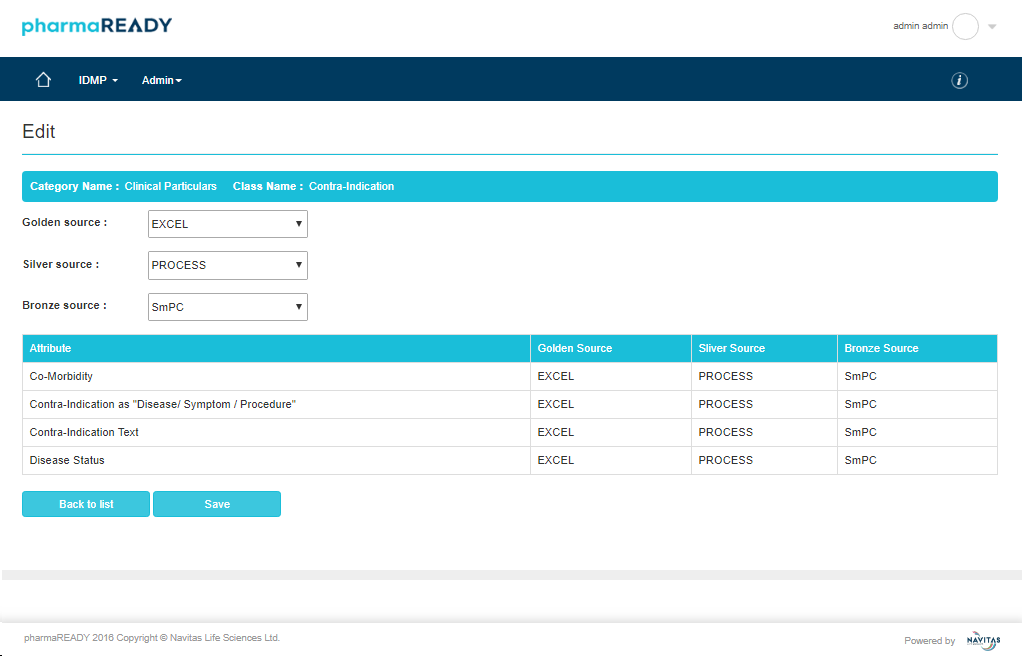 pharmaREADY
admin admin
IDMP Admin
Edit
Category Name : Clinical Particulars Class Name : Contra-Indication
Golden source : EXCEL
Silver source : PROCESS
Bronze source : SmPC
Attribute Golden Source Sliver Source Bronze Source
Co-Morbidity EXCEL PROCESS SmPC
Contra-Indication as "Disease/ Symptom / Procedure" EXCEL PROCESS SmPC
Contra-Indication Text EXCEL PROCESS SmPC
Disease Status EXCEL PROCESS SmPC
Back to list Save
pharmaREADY 2016 Copyright © Navitas Life Sciences Ltd.
Powered by NAVITAS